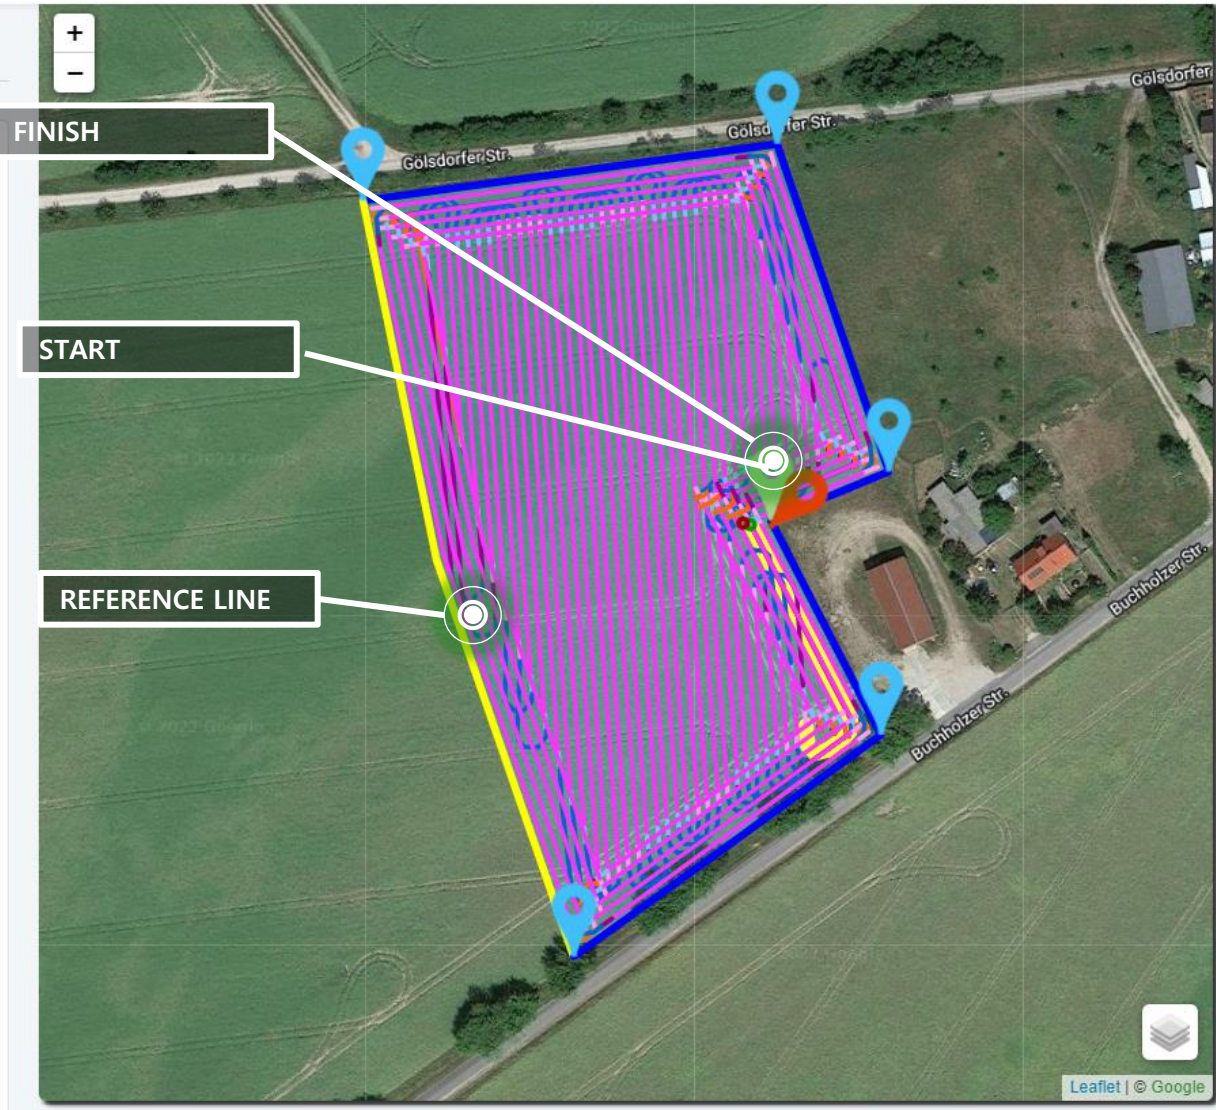 +
−
Gölsdorfer
FINISH
Gölsdorfer Str.
Gölsdorfer Str.
START
REFERENCE LINE
Buchholzer Str.
Buchholzer Str.
Leaflet | © Google